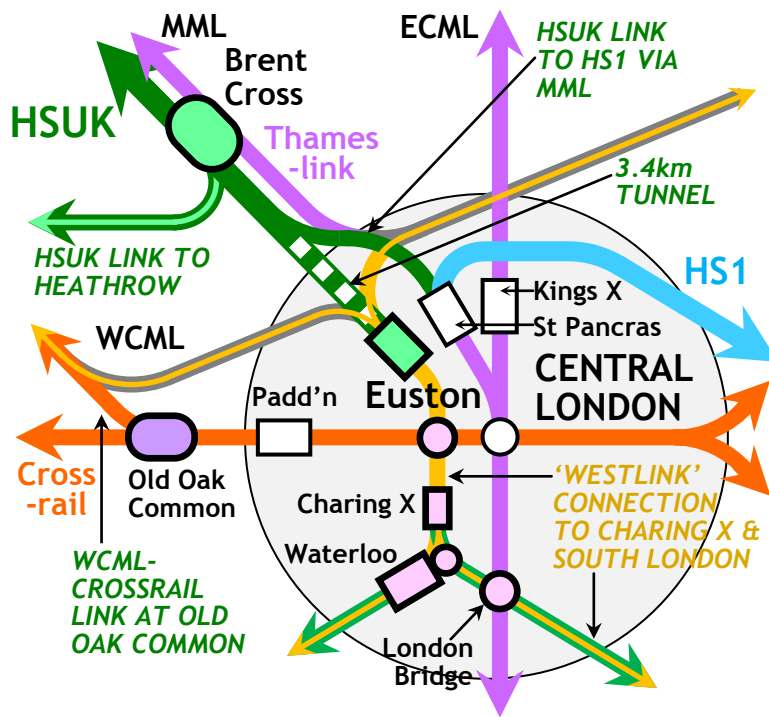 MML
ECML
HSUK LINK
TO HS1 VIA
MML
Brent
Cross
HSUK
Thames
-link
3.4km
TUNNEL
HSUK LINK TO
HEATHROW
HS1
Kings X
St Pancras
WCML
CENTRAL
LONDON
Euston
Padd’n
Cross
-rail
Old Oak
Common
‘WESTLINK’
CONNECTION
TO CHARING X &
SOUTH LONDON
Charing X
Waterloo
WCML-
CROSSRAIL
LINK AT OLD
OAK COMMON
London
Bridge